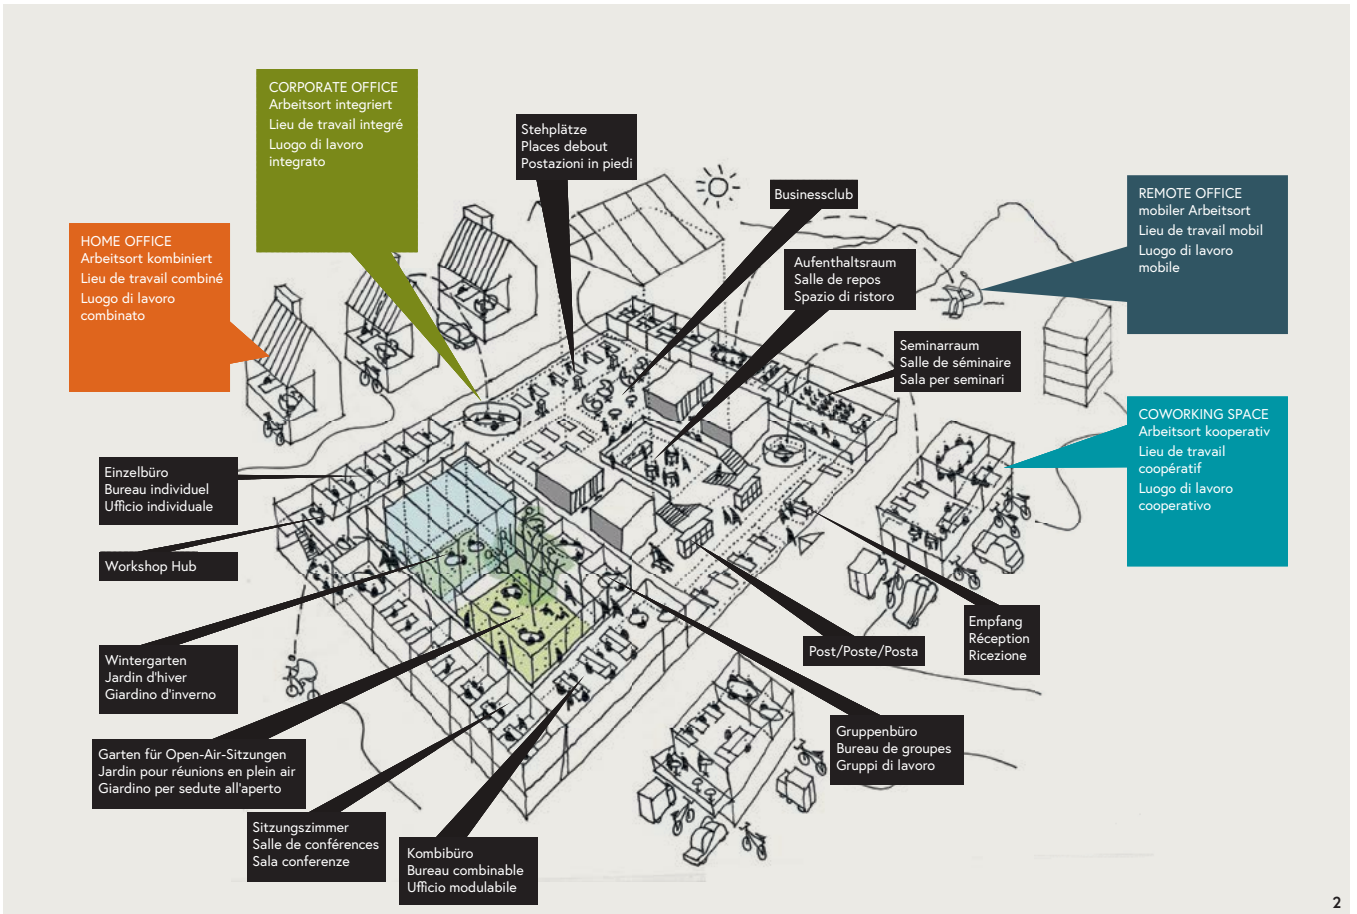 CORPORATE OFFICE
Arbeitsort integriert
Lieu de travail intégré
Luogo di lavoro
integrato
Stehplätze
Places debout
Postazioni in piedi
Businessclub
REMOTE OFFICE
mobiler Arbeitsort
Lieu de travail mobil
Luogo di lavoro
mobile
HOME OFFICE
Arbeitsort kombiniert
Lieu de travail combiné
Luogo di lavoro
combinato
Aufenthaltsraum
Salle de repos
Spazio di ristoro
Seminarraum
Salle de séminaire
Sala per seminari
COWORKING SPACE
Arbeitsort kooperativ
Lieu de travail
coopératif
Luogo di lavoro
cooperativo
Einzelbüro
Bureau individuel
Ufficio individuale
Workshop Hub
Empfang
Réception
Ricezione
Post/Poste/Posta
Wintergarten
Jardin d'hiver
Giardino d'inverno
Gruppenbüro
Bureau de groupes
Gruppi di lavoro
Garten für Open-Air-Sitzungen
Jardin pour réunions en plein air
Giardino per sedute all'aperto
Sitzungszimmer
Salle de conférences
Sala conferenze
Kombibüro
Bureau combinable
Ufficio modulabile
2